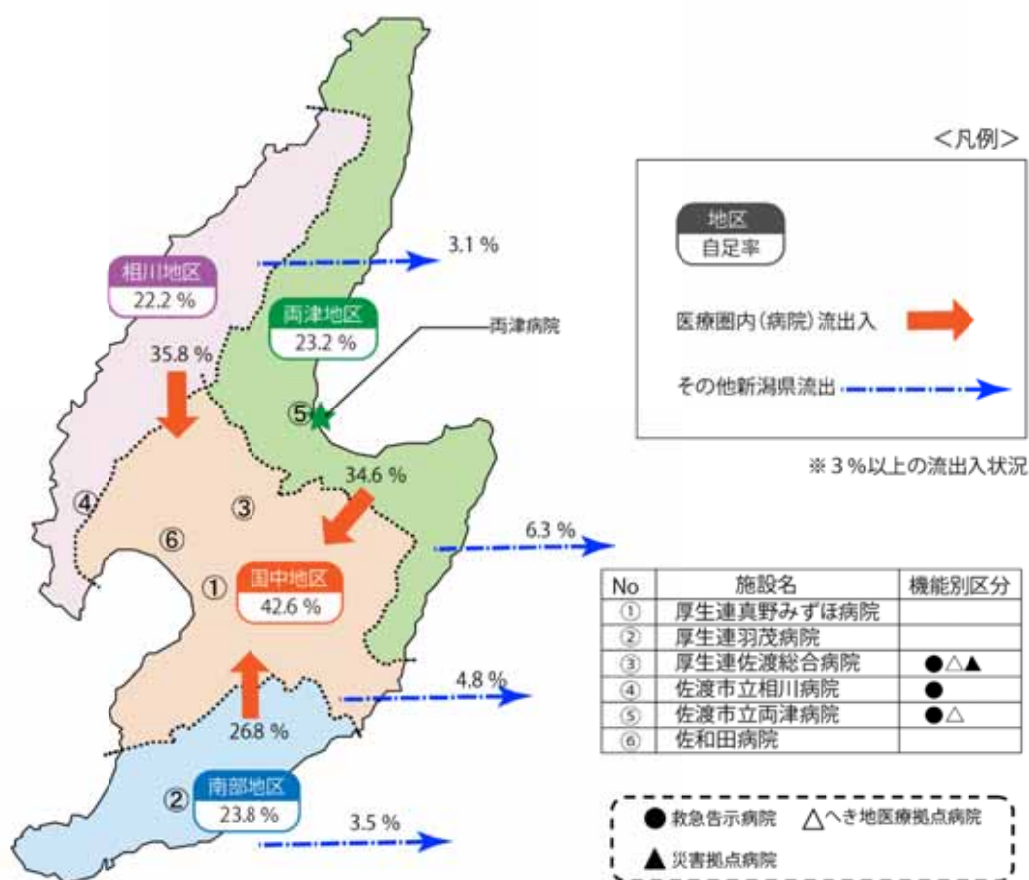 ＜凡例＞
地区
自足率
医療圏内（病院）流出入
その他新潟県流出
※３％以上の流出入状況
3.1 %
相川地区
22.2 %
両津地区
23.2 %
両津病院
35.8 %
⑤
34.6 %
④
③
⑥
6.3 %
①
国中地区
42.6 %
4.8 %
26.8 %
②
南部地区
23.8 %
3.5 %
No 施設名 機能別区分
① 厚生連真野みずほ病院
② 厚生連羽茂病院
③ 厚生連佐渡総合病院 ●△▲
④ 佐渡市立相川病院 ●
⑤ 佐渡市立両津病院 ●△
⑥ 佐和田病院
●救急告示病院 △へき地医療拠点病院
▲災害拠点病院